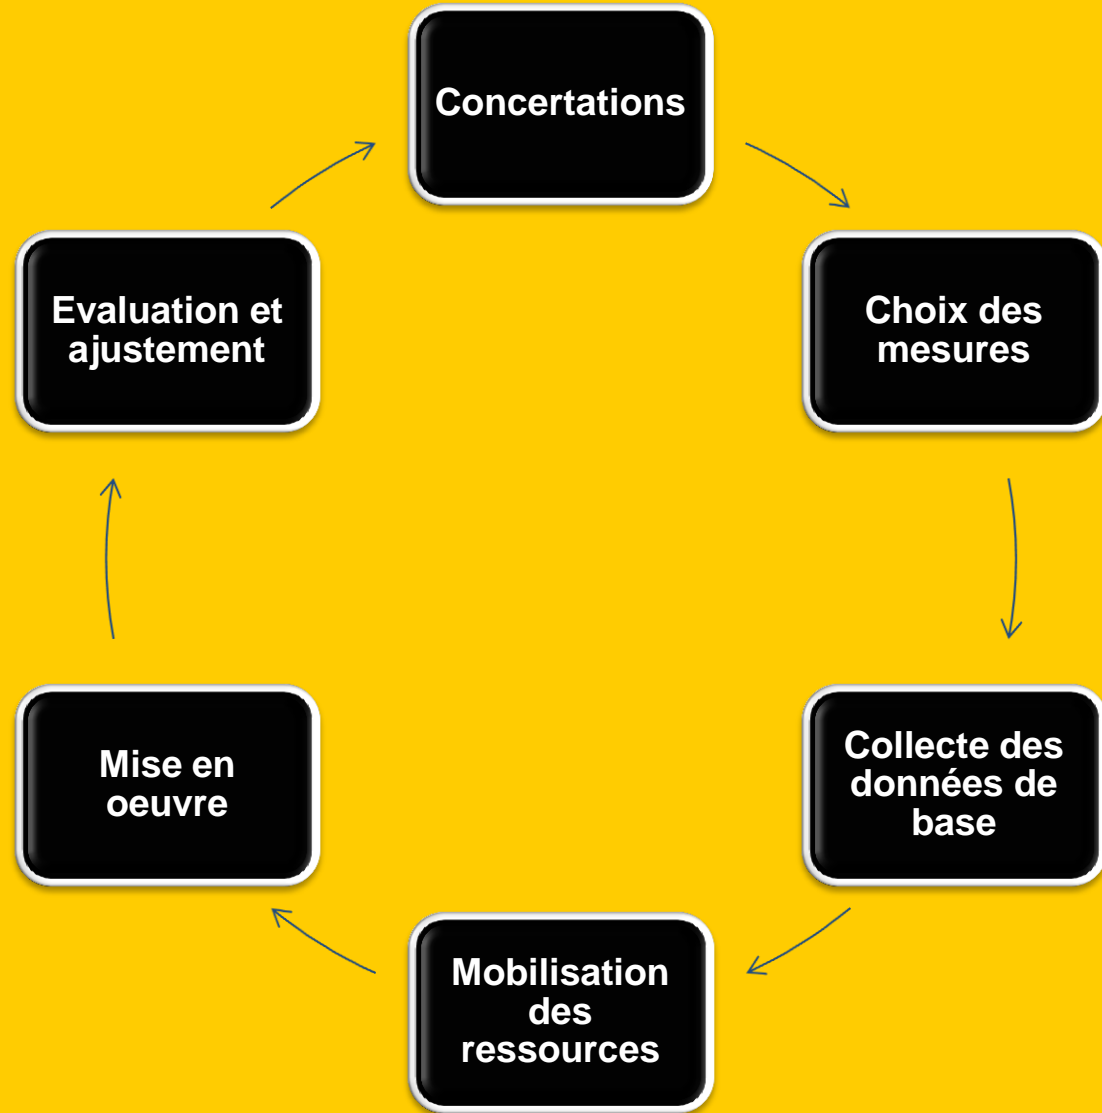 Concertations
Choix des
mesures
Collecte des
données de
base
Mobilisation
des
ressources
Mise en
oeuvre
Evaluation et
ajustement